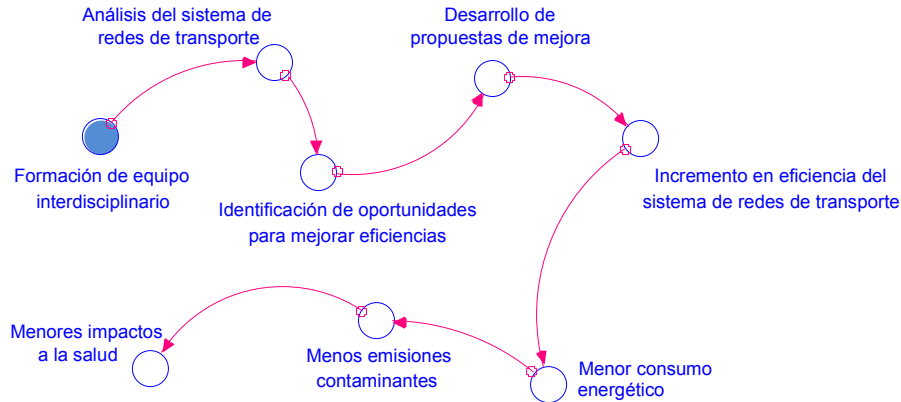 Análisis del sistema de
redes de transporte
Desarrollo de
propuestas de mejora
Formación de equipo
interdisciplinario
Identificación de oportunidades
para mejorar eficiencias
Incremento en eficiencia del
sistema de redes de transporte
Menores impactos
a la salud
Menos emisiones
contaminantes
Menor consumo
energético